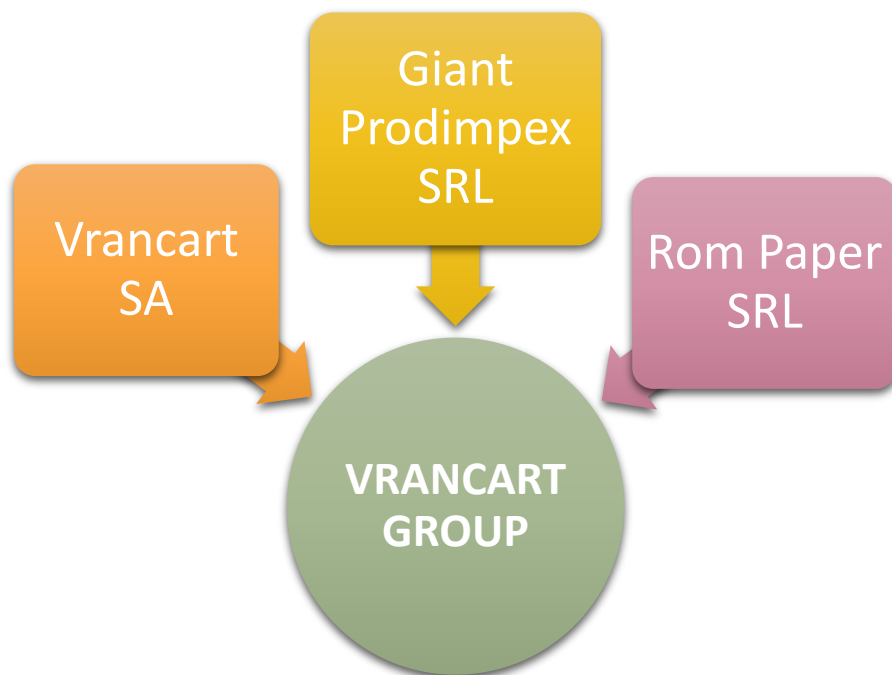 Giant
Prodimpex
SRL
Vrancart
SA
Rom Paper
SRL
VRANCART
GROUP